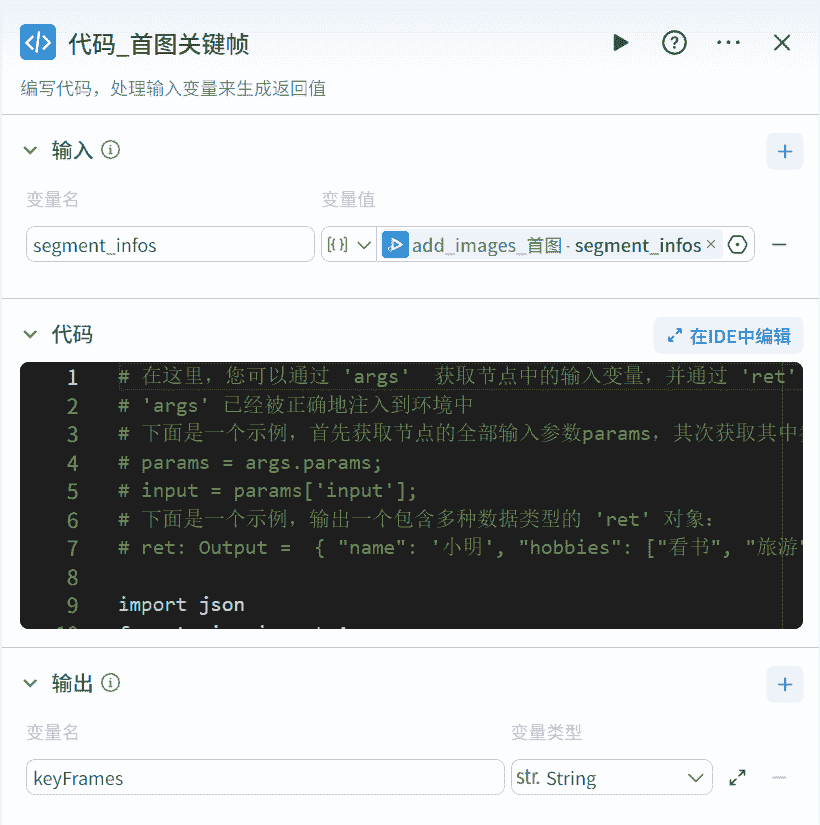 代码_首图关键帧
编写代码，处理输入变量来生成返回值
输入
变量名 变量值
segment_infos add_images_首图 - segment_infos
代码 在IDE中编辑
1 # 在这里，您可以通过 'args' 获取节点中的输入变量，并通过 'ret'
2 # 'args' 已经被正确地注入到环境中
3 # 下面是一个示例，首先获取节点的全部输入参数params，其次获取其中
4 # params = args.params;
5 # input = params['input'];
6 # 下面是一个示例，输出一个包含多种数据类型的 'ret' 对象：
7 # ret: Output = { "name": '小明', "hobbies": ["看书", "旅游"
8
9 import json
输出
变量名 变量类型
keyFrames str. String